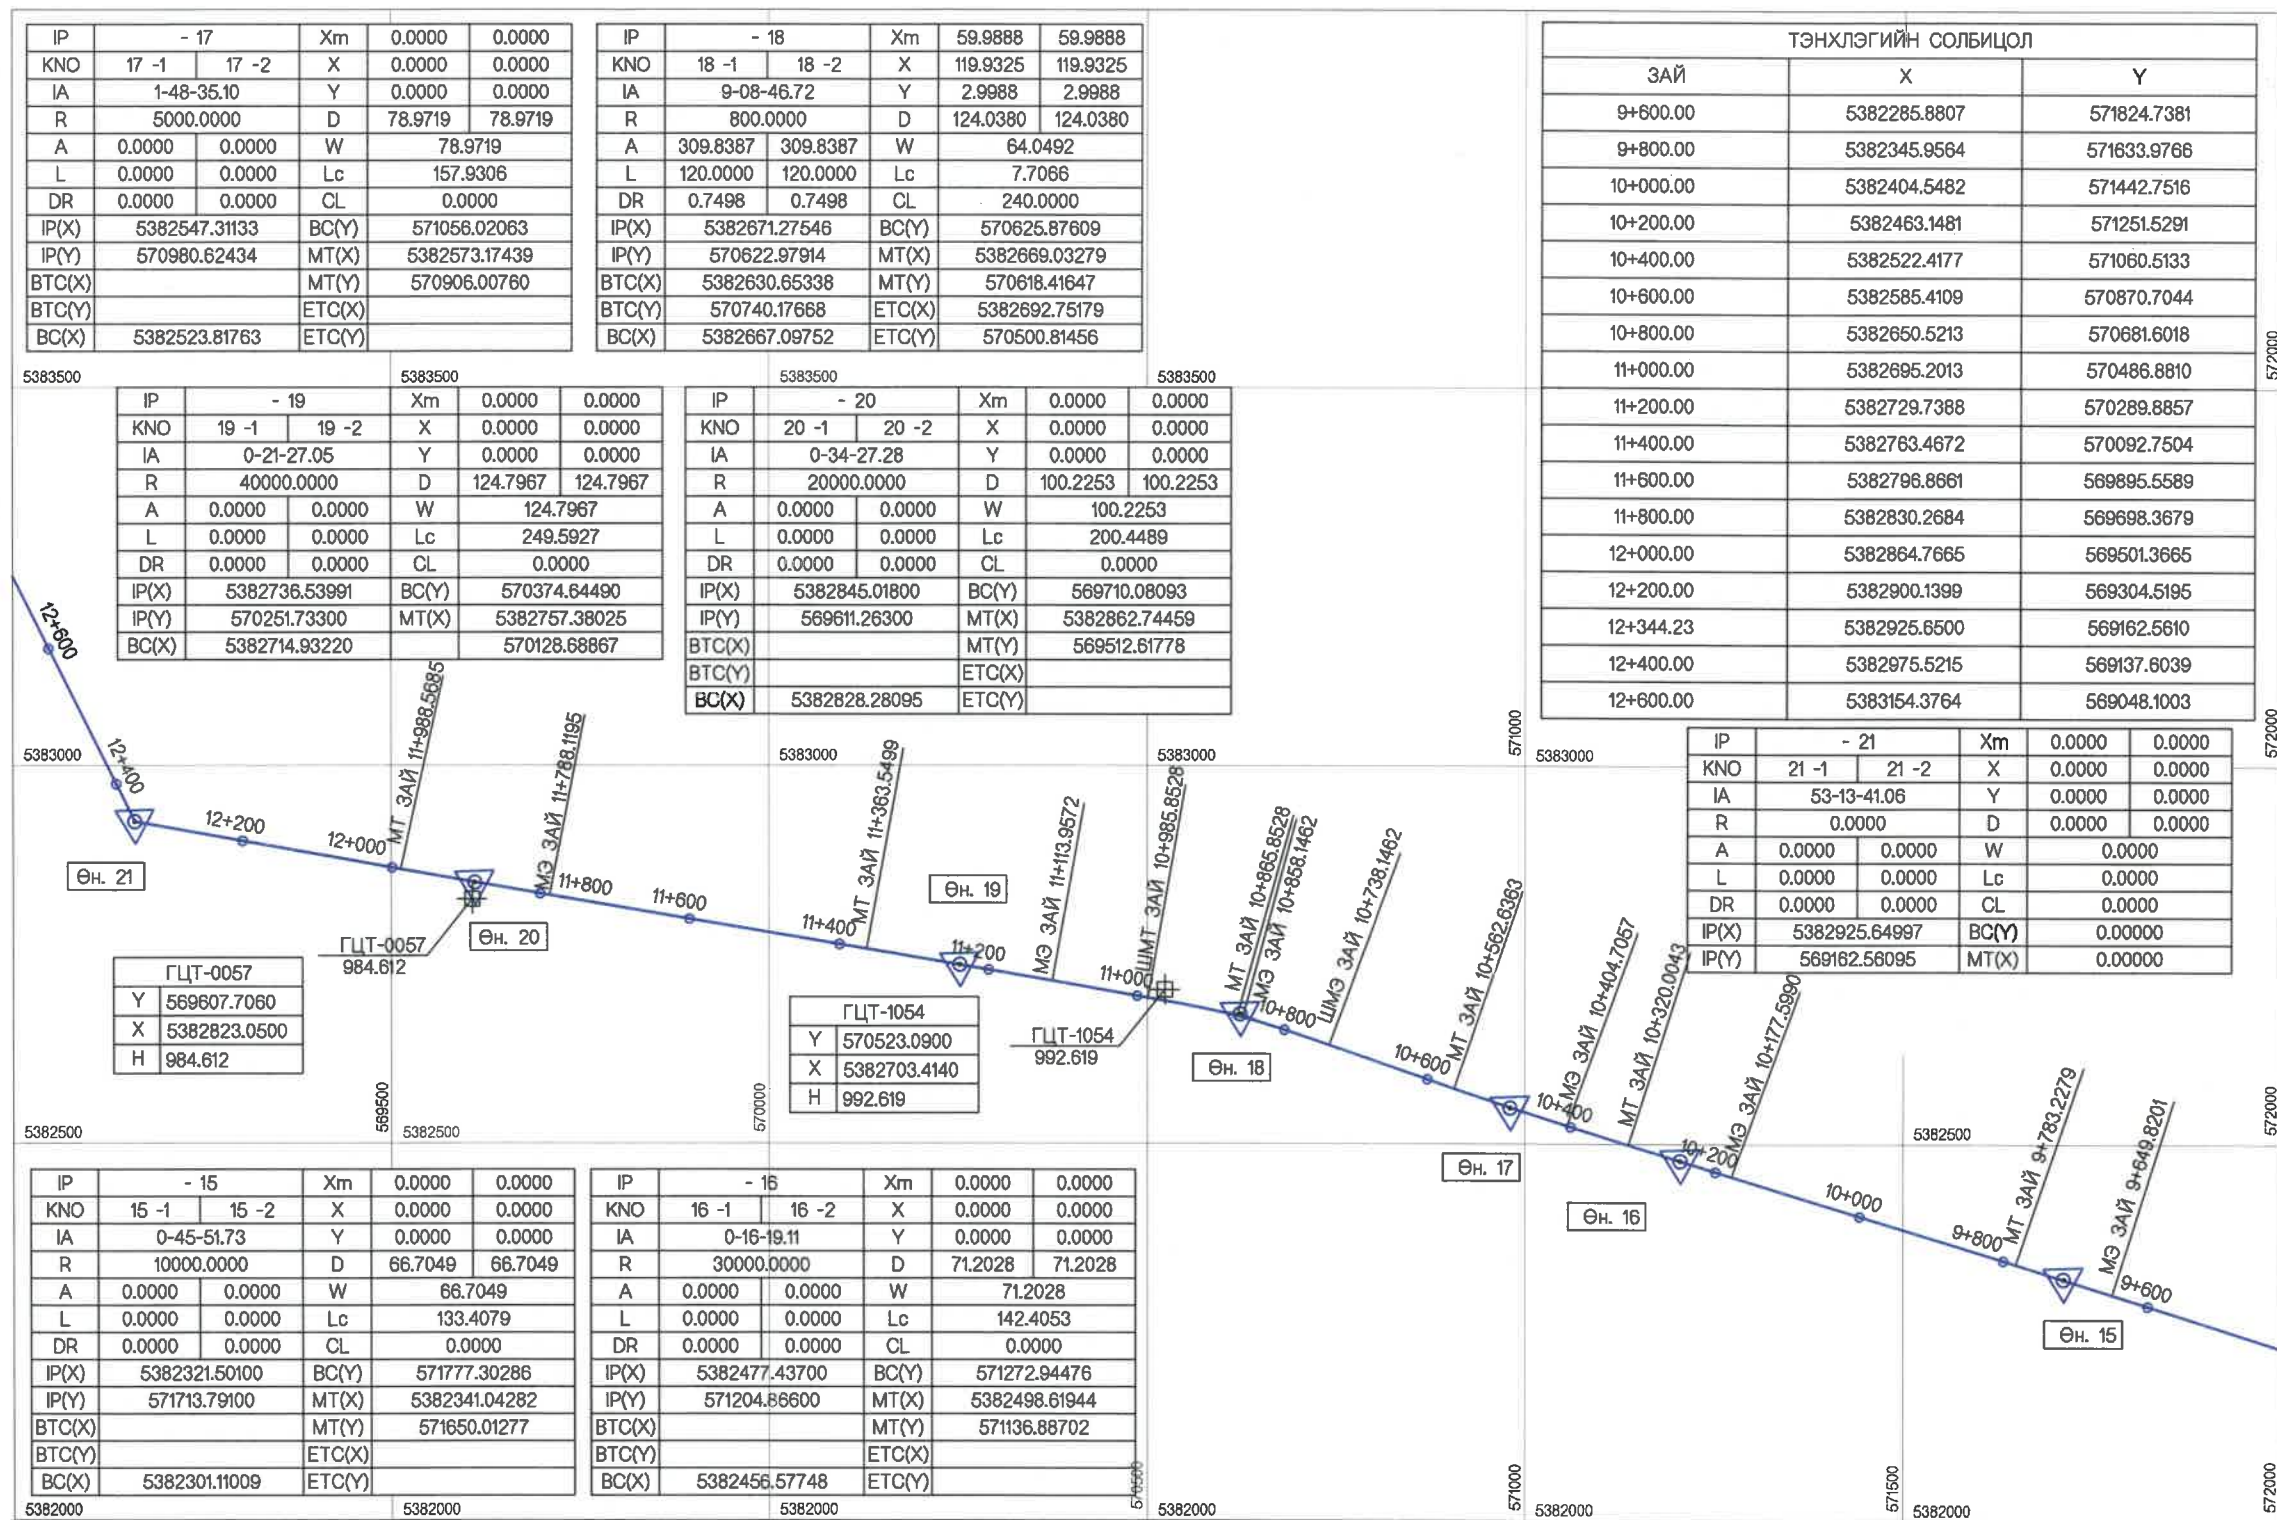 IP - 17 Xm 0.0000 0.0000
KNO 17 -1 17 -2 X 0.0000 0.0000
IA 1-48-35.10 Y 0.0000 0.0000
R 5000.0000 D 78.9719 78.9719
A 0.0000 0.0000 W 78.9719
L 0.0000 0.0000 Lc 157.9306
DR 0.0000 0.0000 CL 0.0000
IP(X) 5382547.31133 BC(Y) 571056.02063
IP(Y) 570980.62434 MT(X) 5382573.17439
BTC(X) MT(Y) 570906.00760
BTC(Y) ETC(X)
BC(X) 5382523.81763 ETC(Y)
IP - 18 Xm 59.9888 59.9888
KNO 18 -1 18 -2 X 119.9325 119.9325
IA 9-08-46.72 Y 2.9988 2.9988
R 800.0000 D 124.0380 124.0380
A 309.8387 309.8387 W 64.0492
L 120.0000 120.0000 Lc 7.7066
DR 0.7498 0.7498 CL 240.0000
IP(X) 5382671.27546 BC(Y) 570625.87609
IP(Y) 570622.97914 MT(X) 5382669.03279
BTC(X) 5382630.65338 MT(Y) 570618.41647
BTC(Y) 570740.17668 ETC(X) 5382692.75179
BC(X) 5382667.09752 ETC(Y) 570500.81456
ТЭНХЛЭГИЙН СОЛБИЦОЛ
ЗАЙ X Y
9+600.00 5382285.8807 571824.7381
9+800.00 5382345.9564 571633.9766
10+000.00 5382404.5482 571442.7516
10+200.00 5382463.1481 571251.5291
10+400.00 5382522.4177 571060.5133
10+600.00 5382585.4109 570870.7044
10+800.00 5382650.5213 570681.6018
11+000.00 5382695.2013 570486.8810
11+200.00 5382729.7388 570289.8857
11+400.00 5382763.4672 570092.7504
11+600.00 5382796.8661 569895.5589
11+800.00 5382830.2684 569698.3679
12+000.00 5382864.7665 569501.3665
12+200.00 5382900.1399 569304.5195
12+344.23 5382925.6500 569162.5610
12+400.00 5382975.5215 569137.6039
12+600.00 5383154.3764 569048.1003
5383500 5383500 5383500 5383500
572000
IP - 19 Xm 0.0000 0.0000
KNO 19 -1 19 -2 X 0.0000 0.0000
IA 0-21-27.05 Y 0.0000 0.0000
R 40000.0000 D 124.7967 124.7967
A 0.0000 0.0000 W 124.7967
L 0.0000 0.0000 Lc 249.5927
DR 0.0000 0.0000 CL 0.0000
IP(X) 5382736.53991 BC(Y) 570374.64490
IP(Y) 570251.73300 MT(X) 5382757.38025
BC(X) 5382714.93220 570128.68867
IP - 20 Xm 0.0000 0.0000
KNO 20 -1 20 -2 X 0.0000 0.0000
IA 0-34-27.28 Y 0.0000 0.0000
R 20000.0000 D 100.2253 100.2253
A 0.0000 0.0000 W 100.2253
L 0.0000 0.0000 Lc 200.4489
DR 0.0000 0.0000 CL 0.0000
IP(X) 5382845.01800 BC(Y) 569710.08093
IP(Y) 569611.26300 MT(X) 5382862.74459
BTC(X) MT(Y) 569512.61778
BTC(Y) ETC(X)
BC(X) 5382828.28095 ETC(Y)
5383000 5383000 5383000 5383000
571000
572000
IP - 21 Xm 0.0000 0.0000
KNO 21 -1 21 -2 X 0.0000 0.0000
IA 53-13-41.06 Y 0.0000 0.0000
R 0.0000 D 0.0000 0.0000
A 0.0000 0.0000 W 0.0000
L 0.0000 0.0000 Lc 0.0000
DR 0.0000 0.0000 CL 0.0000
IP(X) 5382925.64997 BC(Y) 0.00000
IP(Y) 569162.56095 MT(X) 0.00000
12+600
12+400
12+200
12+000
МТ ЗАЙ 11+988.5685
МЭ ЗАЙ 11+788.1195
11+800
11+600
11+400
МТ ЗАЙ 11+363.5499
11+200
МЭ ЗАЙ 11+113.9572
11+000
ШМТ ЗАЙ 10+985.8528
МТ ЗАЙ 10+865.8528
МЭ ЗАЙ 10+858.1462
10+800
ШМЭ ЗАЙ 10+738.1462
10+600
МТ ЗАЙ 10+562.6363
10+400
МЭ ЗАЙ 10+404.7057
МТ ЗАЙ 10+320.0043
10+200
МЭ ЗАЙ 10+177.5990
10+000
9+800
МТ ЗАЙ 9+783.2279
МЭ ЗАЙ 9+649.8201
9+600
Өн. 21
Өн. 20
Өн. 19
Өн. 18
Өн. 17
Өн. 16
Өн. 15
ГЦТ-0057
984.612
ГЦТ-0057
Y 569607.7060
X 5382823.0500
H 984.612
ГЦТ-1054
Y 570523.0900
X 5382703.4140
H 992.619
ГЦТ-1054
992.619
569500
570000
572000
5382500 5382500 5382500
IP - 15 Xm 0.0000 0.0000
KNO 15 -1 15 -2 X 0.0000 0.0000
IA 0-45-51.73 Y 0.0000 0.0000
R 10000.0000 D 66.7049 66.7049
A 0.0000 0.0000 W 66.7049
L 0.0000 0.0000 Lc 133.4079
DR 0.0000 0.0000 CL 0.0000
IP(X) 5382321.50100 BC(Y) 571777.30286
IP(Y) 571713.79100 MT(X) 5382341.04282
BTC(X) MT(Y) 571650.01277
BTC(Y) ETC(X)
BC(X) 5382301.11009 ETC(Y)
IP - 16 Xm 0.0000 0.0000
KNO 16 -1 16 -2 X 0.0000 0.0000
IA 0-16-19.11 Y 0.0000 0.0000
R 30000.0000 D 71.2028 71.2028
A 0.0000 0.0000 W 71.2028
L 0.0000 0.0000 Lc 142.4053
DR 0.0000 0.0000 CL 0.0000
IP(X) 5382477.43700 BC(Y) 571272.94476
IP(Y) 571204.86600 MT(X) 5382498.61944
BTC(X) MT(Y) 571136.88702
BTC(Y) ETC(X)
BC(X) 5382456.57748 ETC(Y)
570500
571000
571500
572000
5382000 5382000 5382000 5382000 5382000 5382000